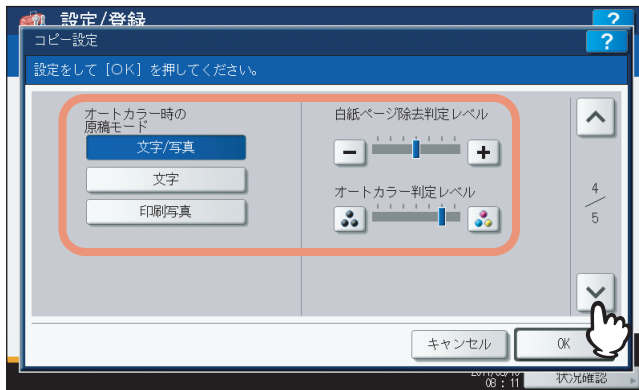 設定/登録
?
コピー設定
?
設定をして［OK］を押してください。
オートカラー時の
原稿モード
文字/写真
文字
印刷写真
白紙ページ除去判定レベル
－
＋
オートカラー判定レベル
4
5
キャンセル
OK
08：11
状況確認